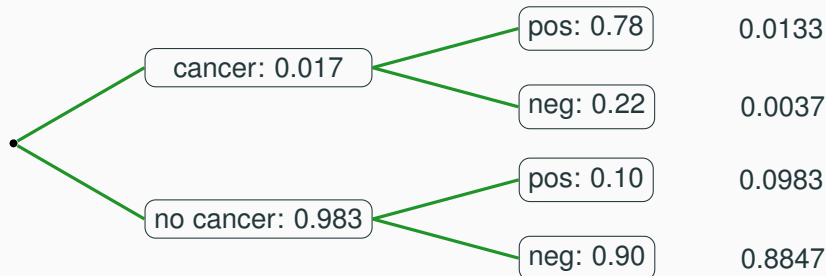 pos: 0.78 0.0133
cancer: 0.017
neg: 0.22 0.0037
pos: 0.10 0.0983
no cancer: 0.983
neg: 0.90 0.8847